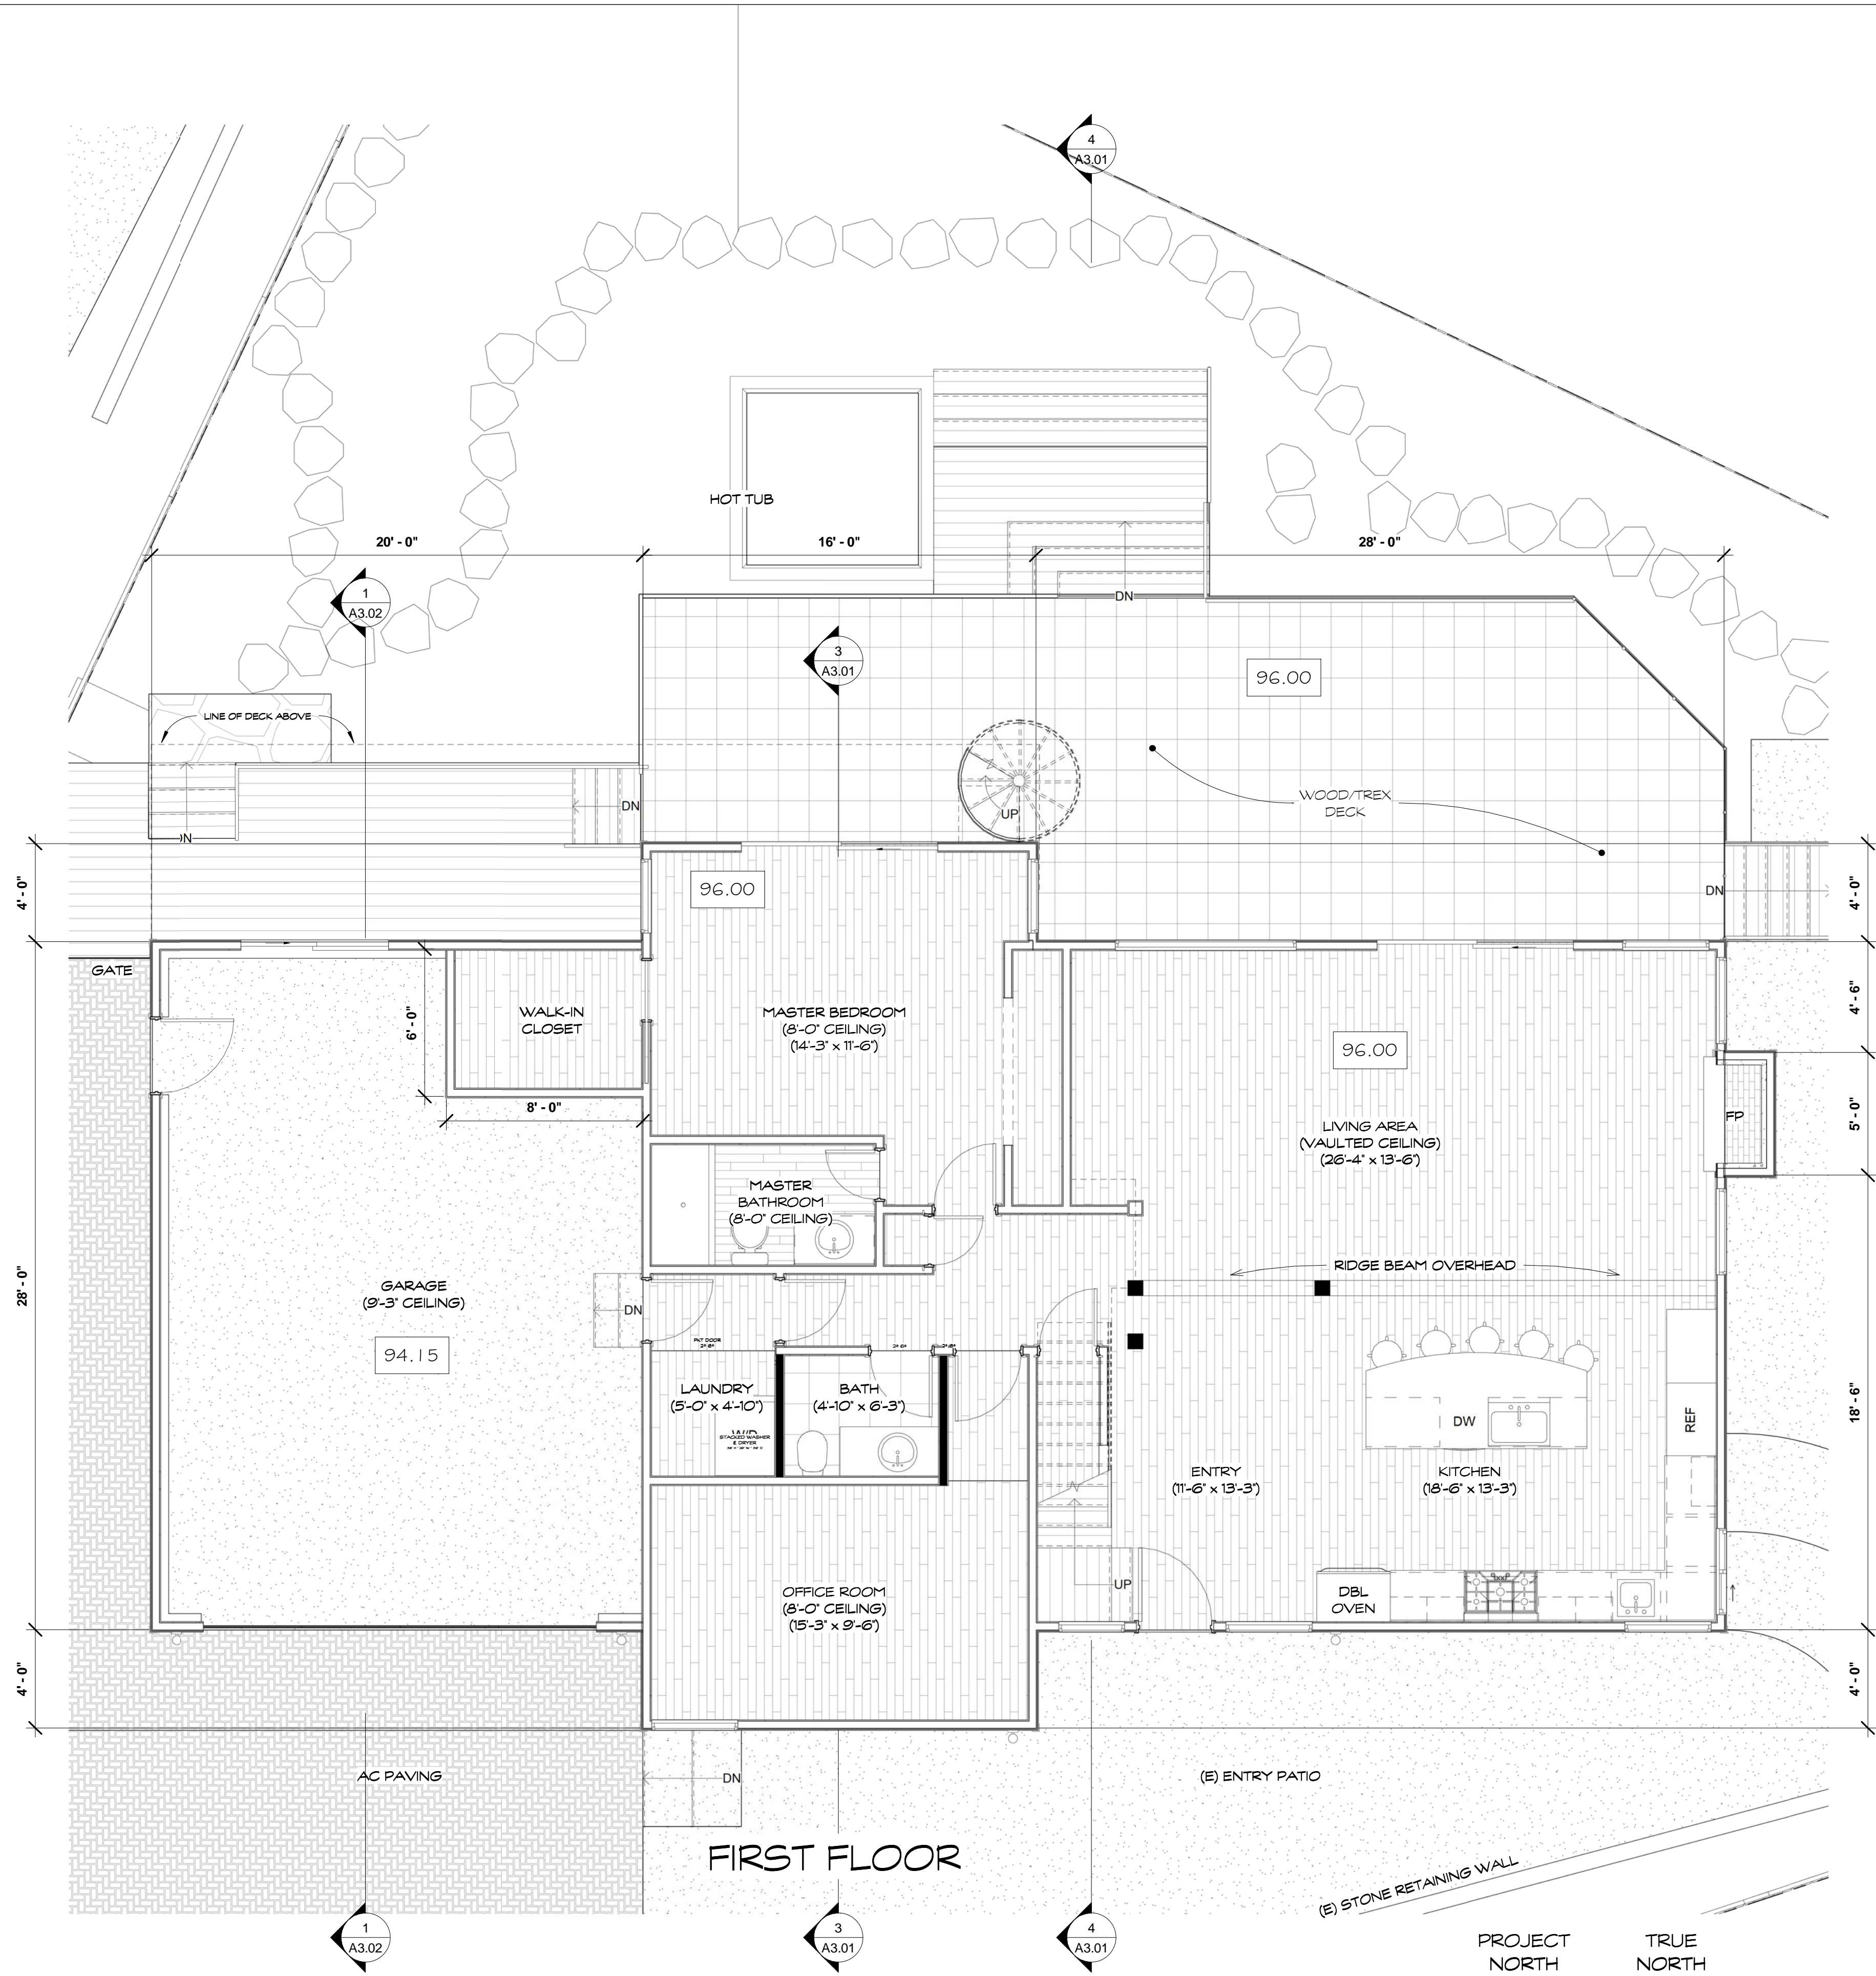 4
A3.01
HOT TUB
20' - 0"
16' - 0"
28' - 0"
1
A3.02
DN
3
A3.01
96.00
LINE OF DECK ABOVE
WOOD/TREX
DECK
DN
UP
DN
4' - 0"
96.00
DN
4' - 0"
GATE
WALK-IN
CLOSET
6' - 0"
8' - 0"
MASTER BEDROOM
(8'-0" CEILING)
(14'-3" x 11'-6")
96.00
4' - 6"
FP
5' - 0"
LIVING AREA
(VAULTED CEILING)
(26'-4" x 13'-6")
MASTER
BATHROOM
(8'-0" CEILING)
RIDGE BEAM OVERHEAD
28' - 0"
GARAGE
(9'-3" CEILING)
94.15
DN
PKT DOOR
LAUNDRY
(5'-0" x 4'-10")
W/D
STACKED WASHER
& DRYER
BATH
(4'-10" x 6'-3")
DW
REF
18' - 6"
ENTRY
(11'-6" x 13'-3")
KITCHEN
(18'-6" x 13'-3")
OFFICE ROOM
(8'-0" CEILING)
(15'-3" x 9'-6")
UP
DBL
OVEN
4' - 0"
4' - 0"
AC PAVING
DN
(E) ENTRY PATIO
FIRST FLOOR
(E) STONE RETAINING WALL
1
A3.02
3
A3.01
4
A3.01
PROJECT
NORTH
TRUE
NORTH